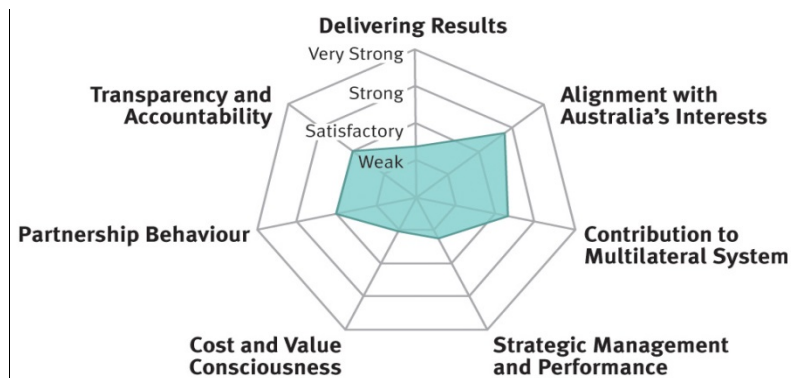 Delivering Results
Very Strong
Strong
Satisfactory
Weak
Alignment with
Australia's Interests
Contribution to
Multilateral System
Strategic Management
and Performance
Cost and Value
Consciousness
Partnership Behaviour
Transparency and
Accountability